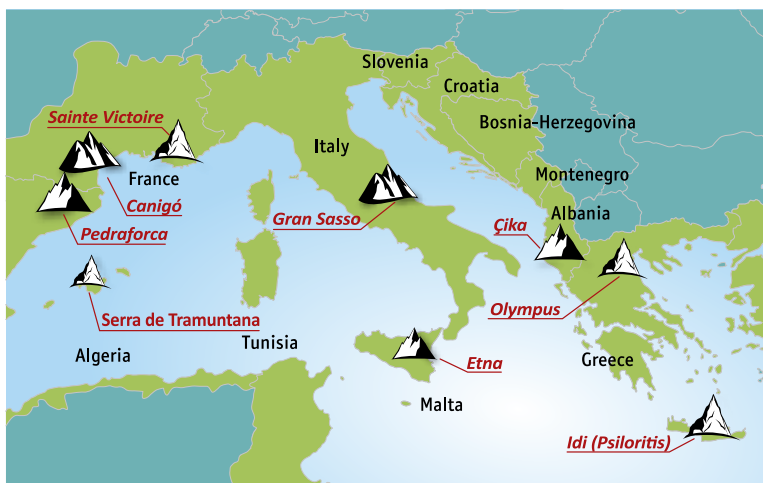 Slovenia
Croatia
Sainte Victoire
Bosnia-Herzegovina
Italy
France
Montenegro
Canigó
Gran Sasso
Albania
Pedraforca
Çika
Olympus
Serra de Tramuntana
Algeria
Tunisia
Etna
Greece
Malta
Idi (Psiloritis)